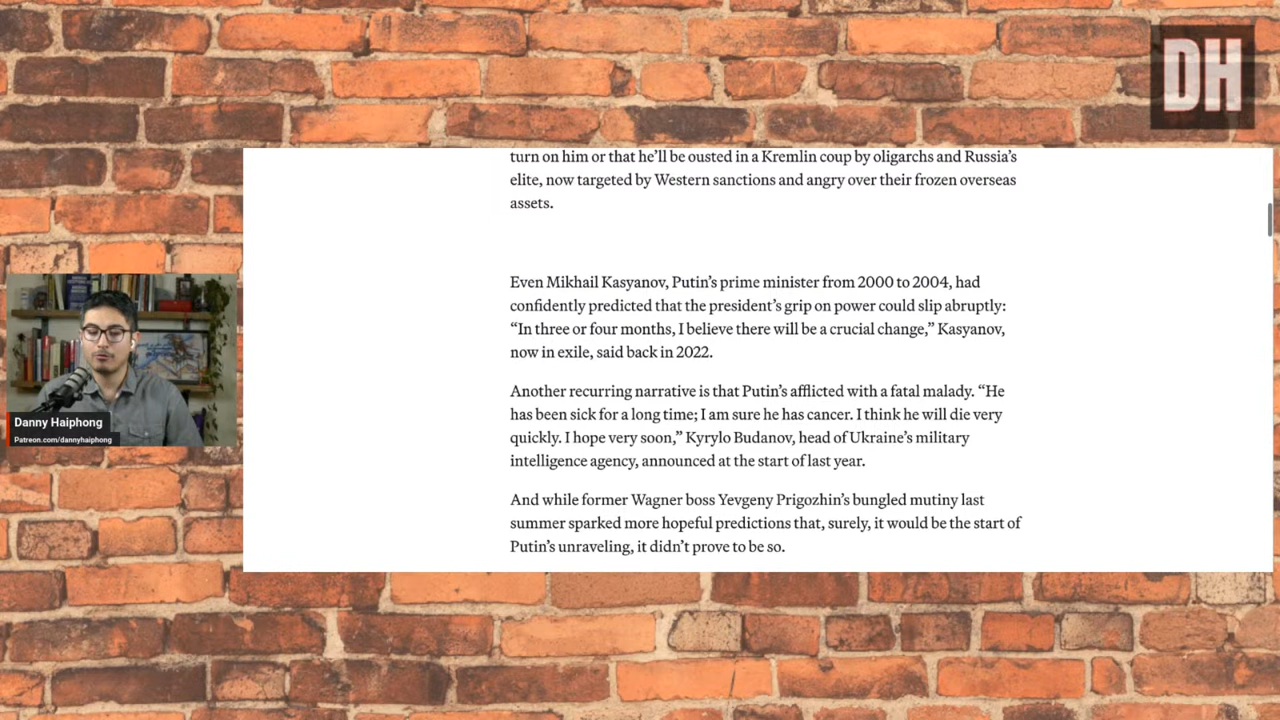 DH
turn on him or that he’ll be ousted in a Kremlin coup by oligarchs and Russia’s
elite, now targeted by Western sanctions and angry over their frozen overseas
assets.
Even Mikhail Kasyanov, Putin’s prime minister from 2000 to 2004, had
confidently predicted that the president’s grip on power could slip abruptly:
“In three or four months, I believe there will be a crucial change,” Kasyanov,
now in exile, said back in 2022.
Another recurring narrative is that Putin’s afflicted with a fatal malady. “He
has been sick for a long time; I am sure he has cancer. I think he will die very
quickly. I hope very soon,” Kyrylo Budanov, head of Ukraine’s military
intelligence agency, announced at the start of last year.
And while former Wagner boss Yevgeny Prigozhin’s bungled mutiny last
summer sparked more hopeful predictions that, surely, it would be the start of
Putin’s unraveling, it didn’t prove to be so.
Danny Haiphong
Patreon.com/dannyhaiphong